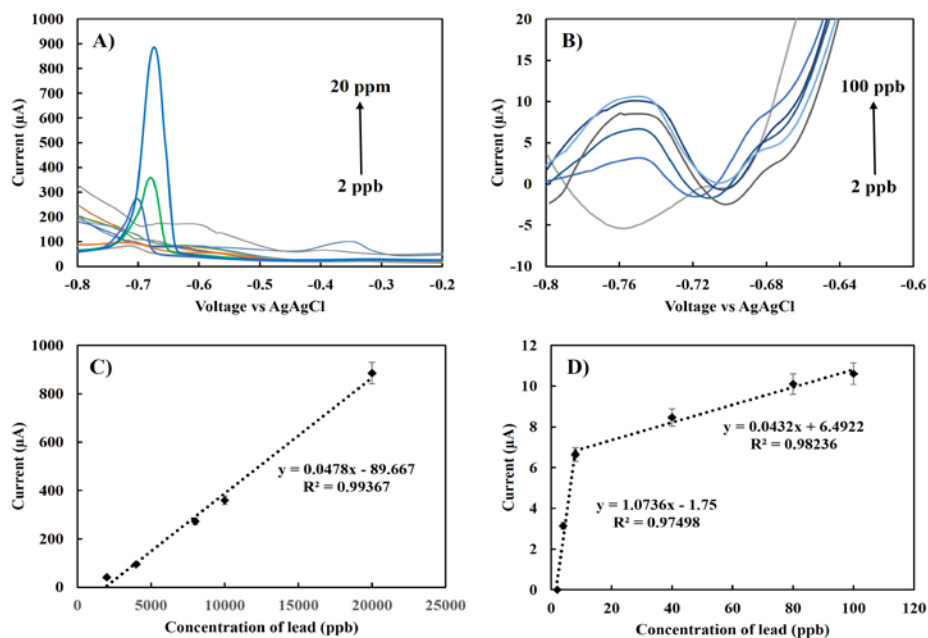 A)
1000
900
800
700
600
500
400
300
200
100
0
Current (µA)
20 ppm
2 ppb
-0.8 -0.7 -0.6 -0.5 -0.4 -0.3 -0.2
Voltage vs AgAgCl
B)
20
15
10
5
0
-5
-10
Current (µA)
100 ppb
2 ppb
-0.8 -0.76 -0.72 -0.68 -0.64 -0.6
Voltage vs AgAgCl
C)
1000
800
600
400
200
0
Current (µA)
y = 0.0478x - 89.667
R² = 0.99367
0 5000 10000 15000 20000 25000
Concentration of lead (ppb)
D)
12
10
8
6
4
2
0
Current (µA)
y = 0.0432x + 6.4922
R² = 0.98236
y = 1.0736x - 1.75
R² = 0.97498
0 20 40 60 80 100 120
Concentration of lead (ppb)